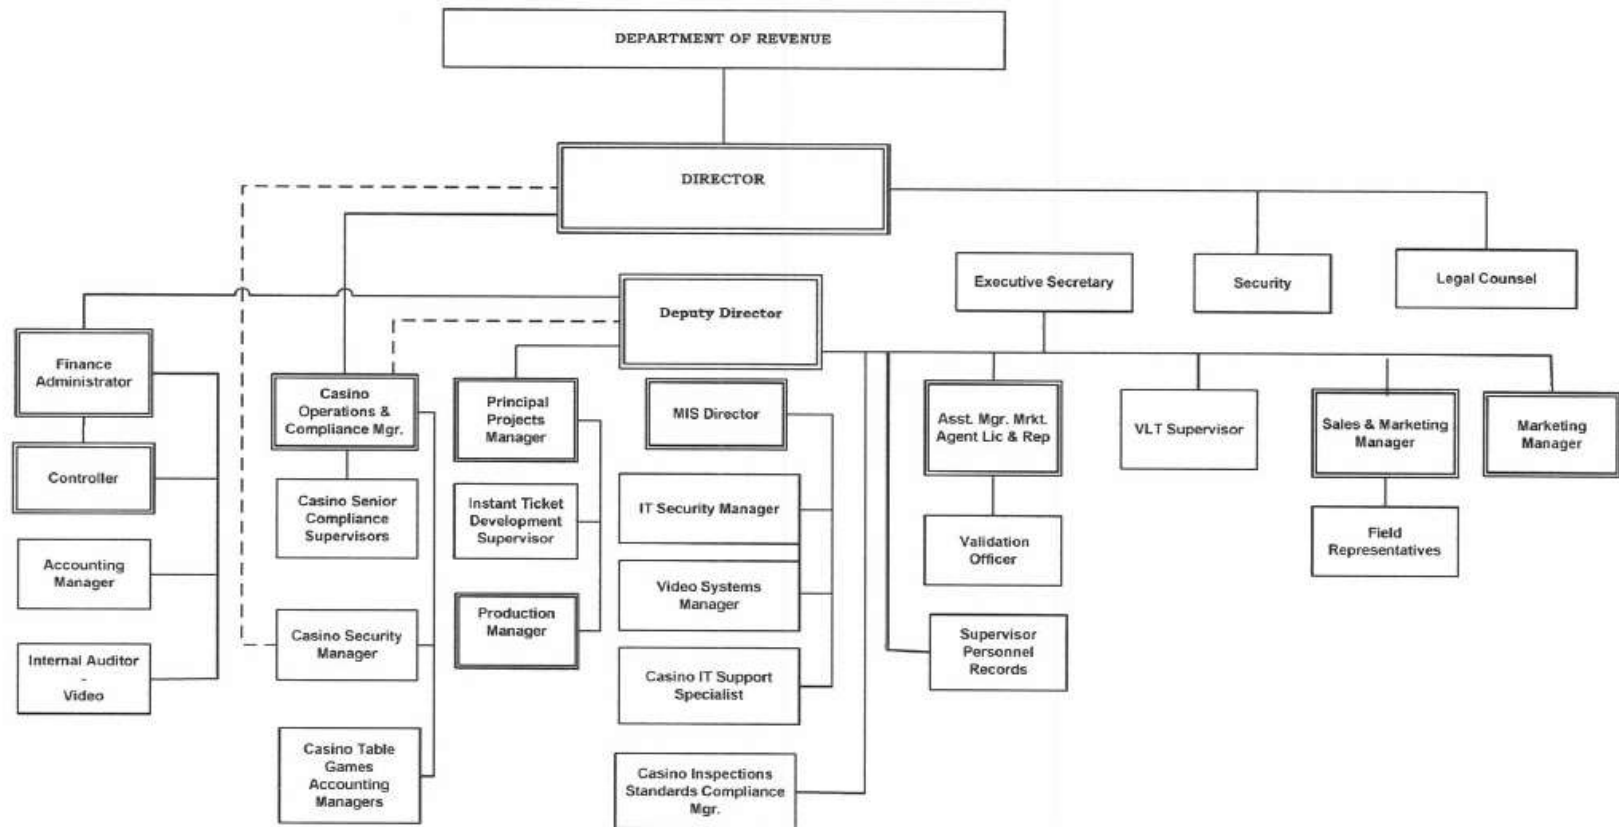 DEPARTMENT OF REVENUE
DIRECTOR
Executive Secretary
Security
Legal Counsel
Deputy Director
Finance
Administrator
Casino
Operations &
Compliance Mgr.
Principal
Projects
Manager
MIS Director
Asst. Mgr. Mrkt.
Agent Lic & Rep
VLT Supervisor
Sales & Marketing
Manager
Marketing
Manager
Controller
Casino Senior
Compliance
Supervisors
Instant Ticket
Development
Supervisor
IT Security Manager
Validation
Officer
Field
Representatives
Accounting
Manager
Casino Security
Manager
Production
Manager
Video Systems
Manager
Supervisor
Personnel
Records
Internal Auditor
-
Video
Casino IT Support
Specialist
Casino Table
Games
Accounting
Managers
Casino Inspections
Standards Compliance
Mgr.